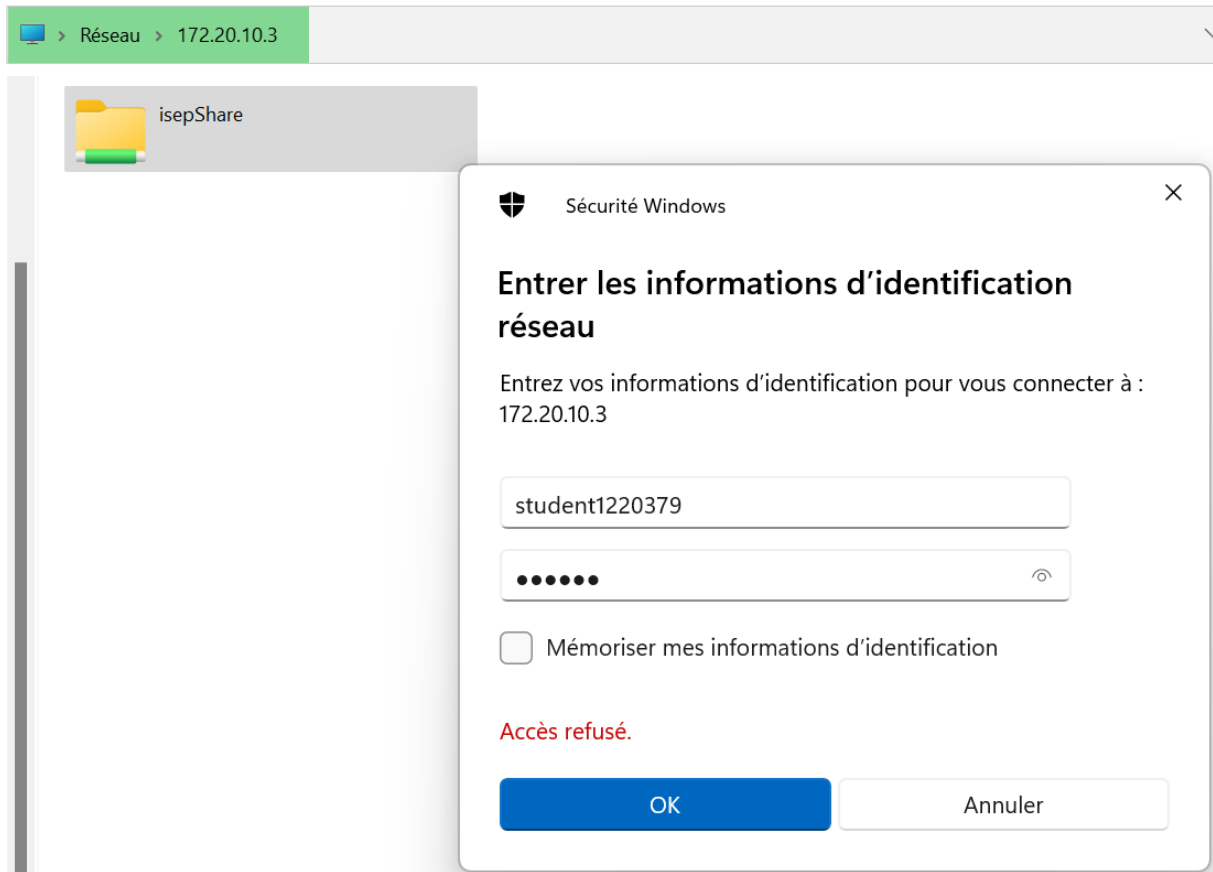 > Réseau > 172.20.10.3
isepShare
Sécurité Windows
Entrer les informations d’identification
réseau
Entrez vos informations d’identification pour vous connecter à :
172.20.10.3
student1220379
●●●●●●
Mémoriser mes informations d’identification
Accès refusé.
OK
Annuler